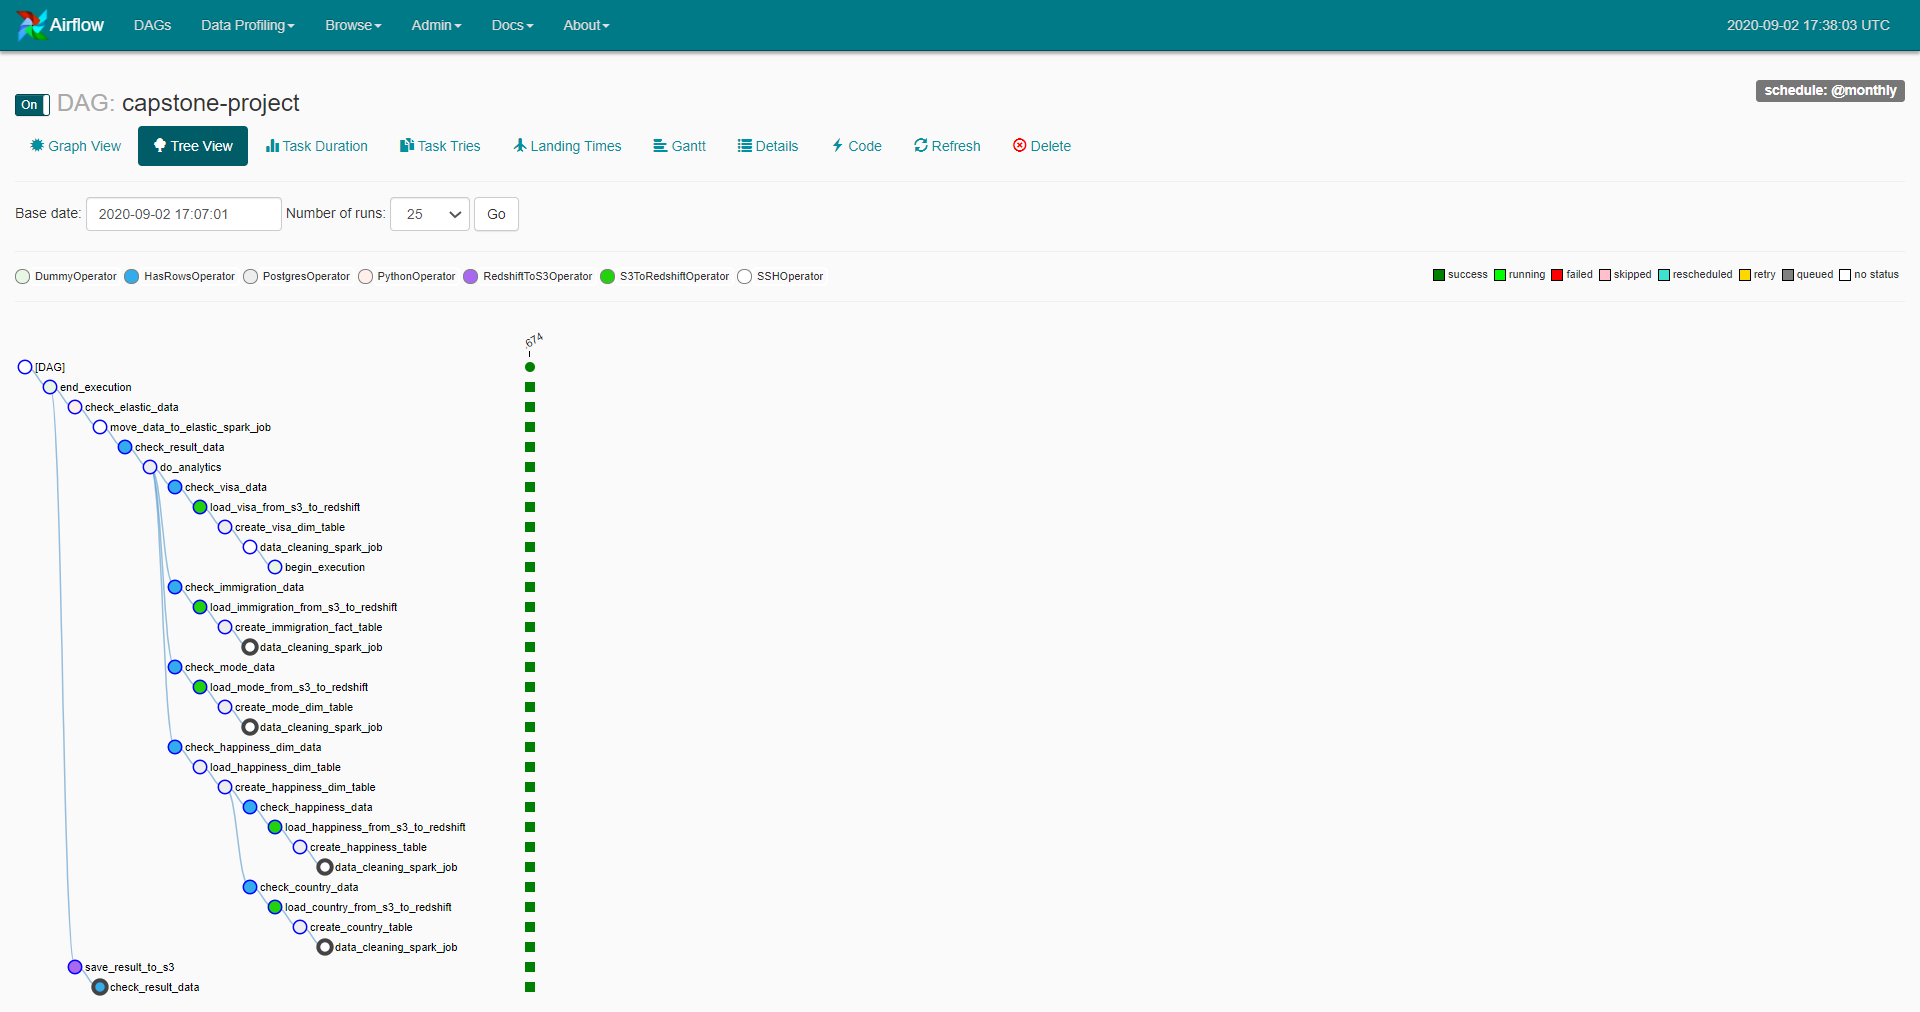 Airflow DAGs Data Profiling Browse Admin Docs About 2020-09-02 17:38:03 UTC
On DAG: capstone-project schedule: @monthly
Graph View Tree View Task Duration Task Tries Landing Times Gantt Details Code Refresh Delete
Base date: 2020-09-02 17:07:01 Number of runs: 25 Go
DummyOperator HasRowsOperator PostgresOperator PythonOperator RedshiftToS3Operator S3ToRedshiftOperator SSHOperator success running failed skipped rescheduled retry queued no status
.674
[DAG]
end_execution
check_elastic_data
move_data_to_elastic_spark_job
check_result_data
do_analytics
check_visa_data
load_visa_from_s3_to_redshift
create_visa_dim_table
data_cleaning_spark_job
begin_execution
check_immigration_data
load_immigration_from_s3_to_redshift
create_immigration_fact_table
data_cleaning_spark_job
check_mode_data
load_mode_from_s3_to_redshift
create_mode_dim_table
data_cleaning_spark_job
check_happiness_dim_data
load_happiness_dim_table
create_happiness_dim_table
check_happiness_data
load_happiness_from_s3_to_redshift
create_happiness_table
data_cleaning_spark_job
check_country_data
load_country_from_s3_to_redshift
create_country_table
data_cleaning_spark_job
save_result_to_s3
check_result_data